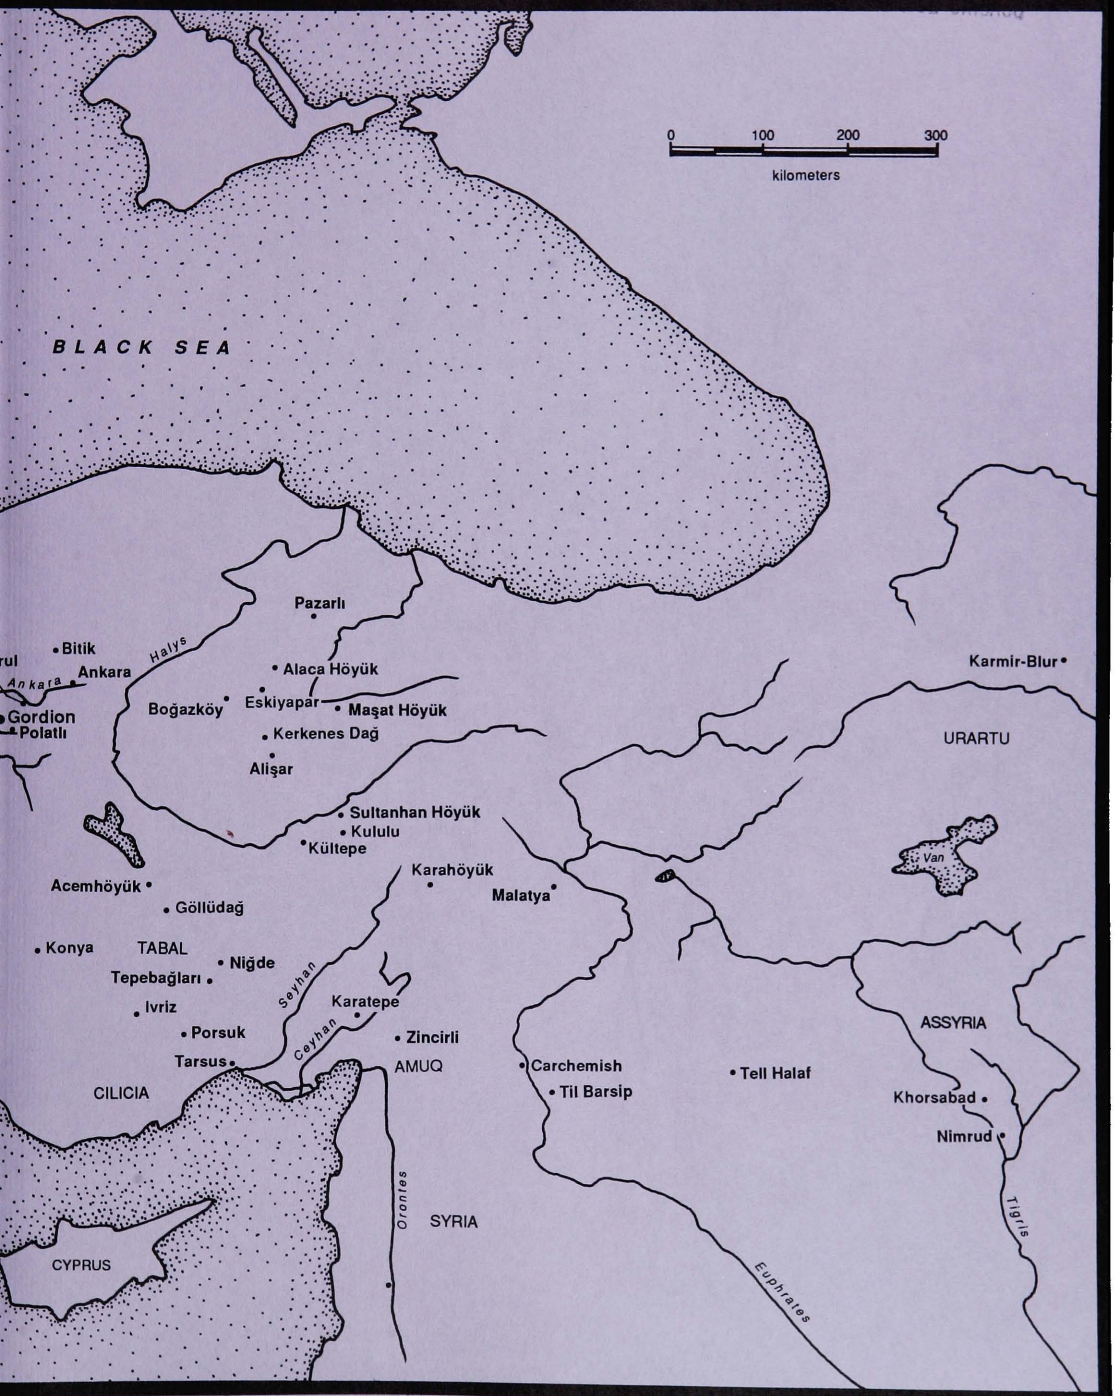 0 100 200 300
kilometers
BLACK SEA
Pazarlı
Halys
Bitik
rul
Ankara
Ankara
Alaca Höyük
Eskiyapar
Boğazköy
Maşat Höyük
Gordion
Polatlı
Kerkenes Dağ
Alişar
Karmir-Blur
URARTU
Sultanhan Höyük
Kululu
Kültepe
Van
Karahöyük
Malatya
Acemhöyük
Göllüdağ
Konya
TABAL
Niğde
Tepebağları
Seyhan
Ivriz
Karatepe
Porsuk
Ceyhan
Zincirli
Tarsus
AMUQ
CILICIA
Carchemish
Til Barsip
Tell Halaf
ASSYRIA
Khorsabad
Nimrud
Orontes
SYRIA
Tigris
CYPRUS
Euphrates